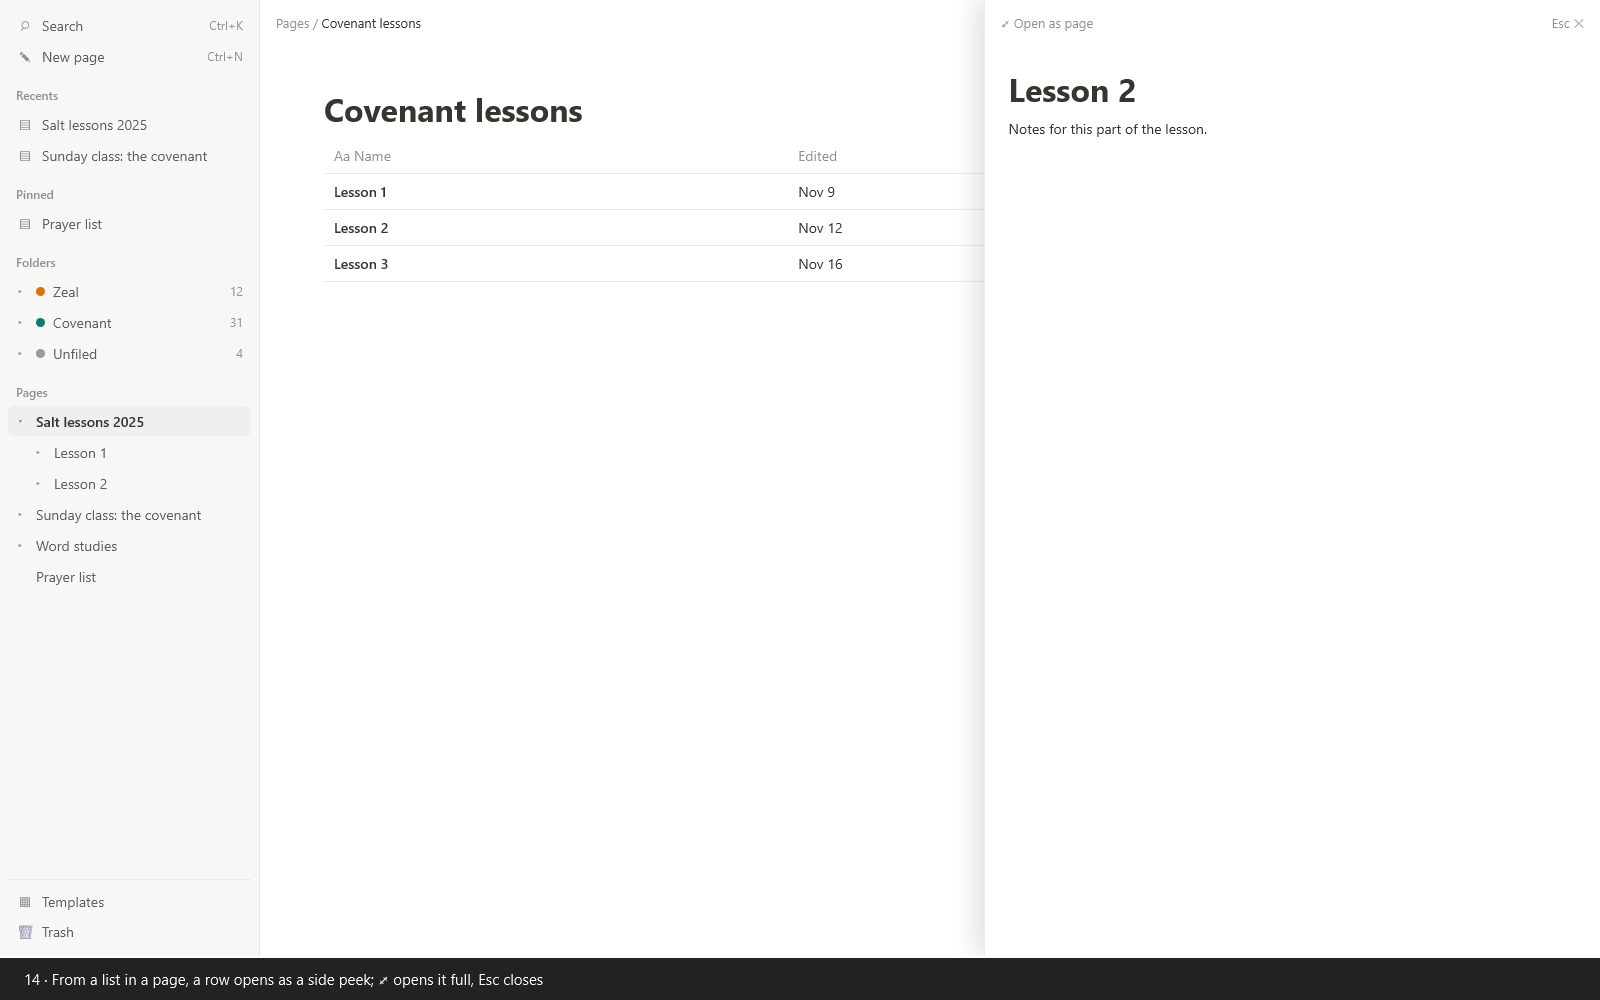 Search Ctrl+K
New page Ctrl+N
Recents
Salt lessons 2025
Sunday class: the covenant
Pinned
Prayer list
Folders
Zeal 12
Covenant 31
Unfiled 4
Pages
Salt lessons 2025
Lesson 1
Lesson 2
Sunday class: the covenant
Word studies
Prayer list
Templates
Trash
Pages / Covenant lessons
Covenant lessons
Aa Name Edited
Lesson 1 Nov 9
Lesson 2 Nov 12
Lesson 3 Nov 16
⤢ Open as page Esc ✕
Lesson 2
Notes for this part of the lesson.
14 · From a list in a page, a row opens as a side peek; ⤢ opens it full, Esc closes